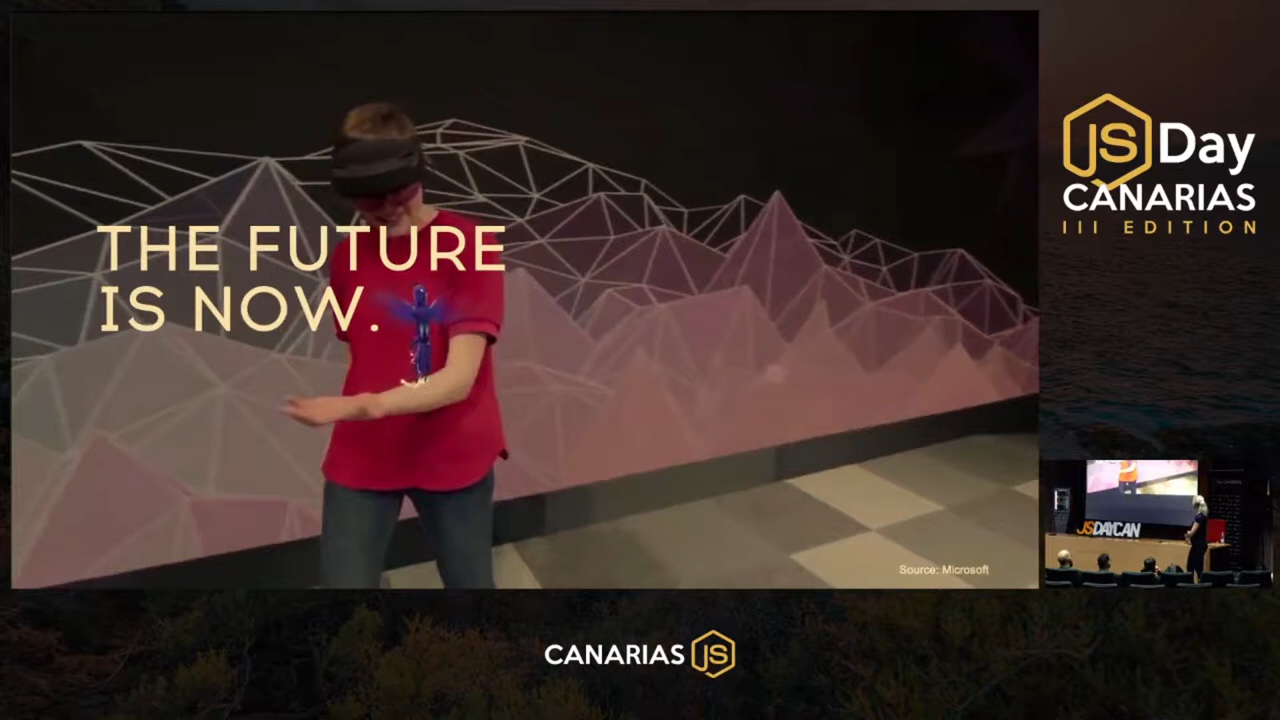 THE FUTURE
IS NOW.
Source: Microsoft
JS Day
CANARIAS
III EDITION
JSDAYCAN
CANARIAS JS